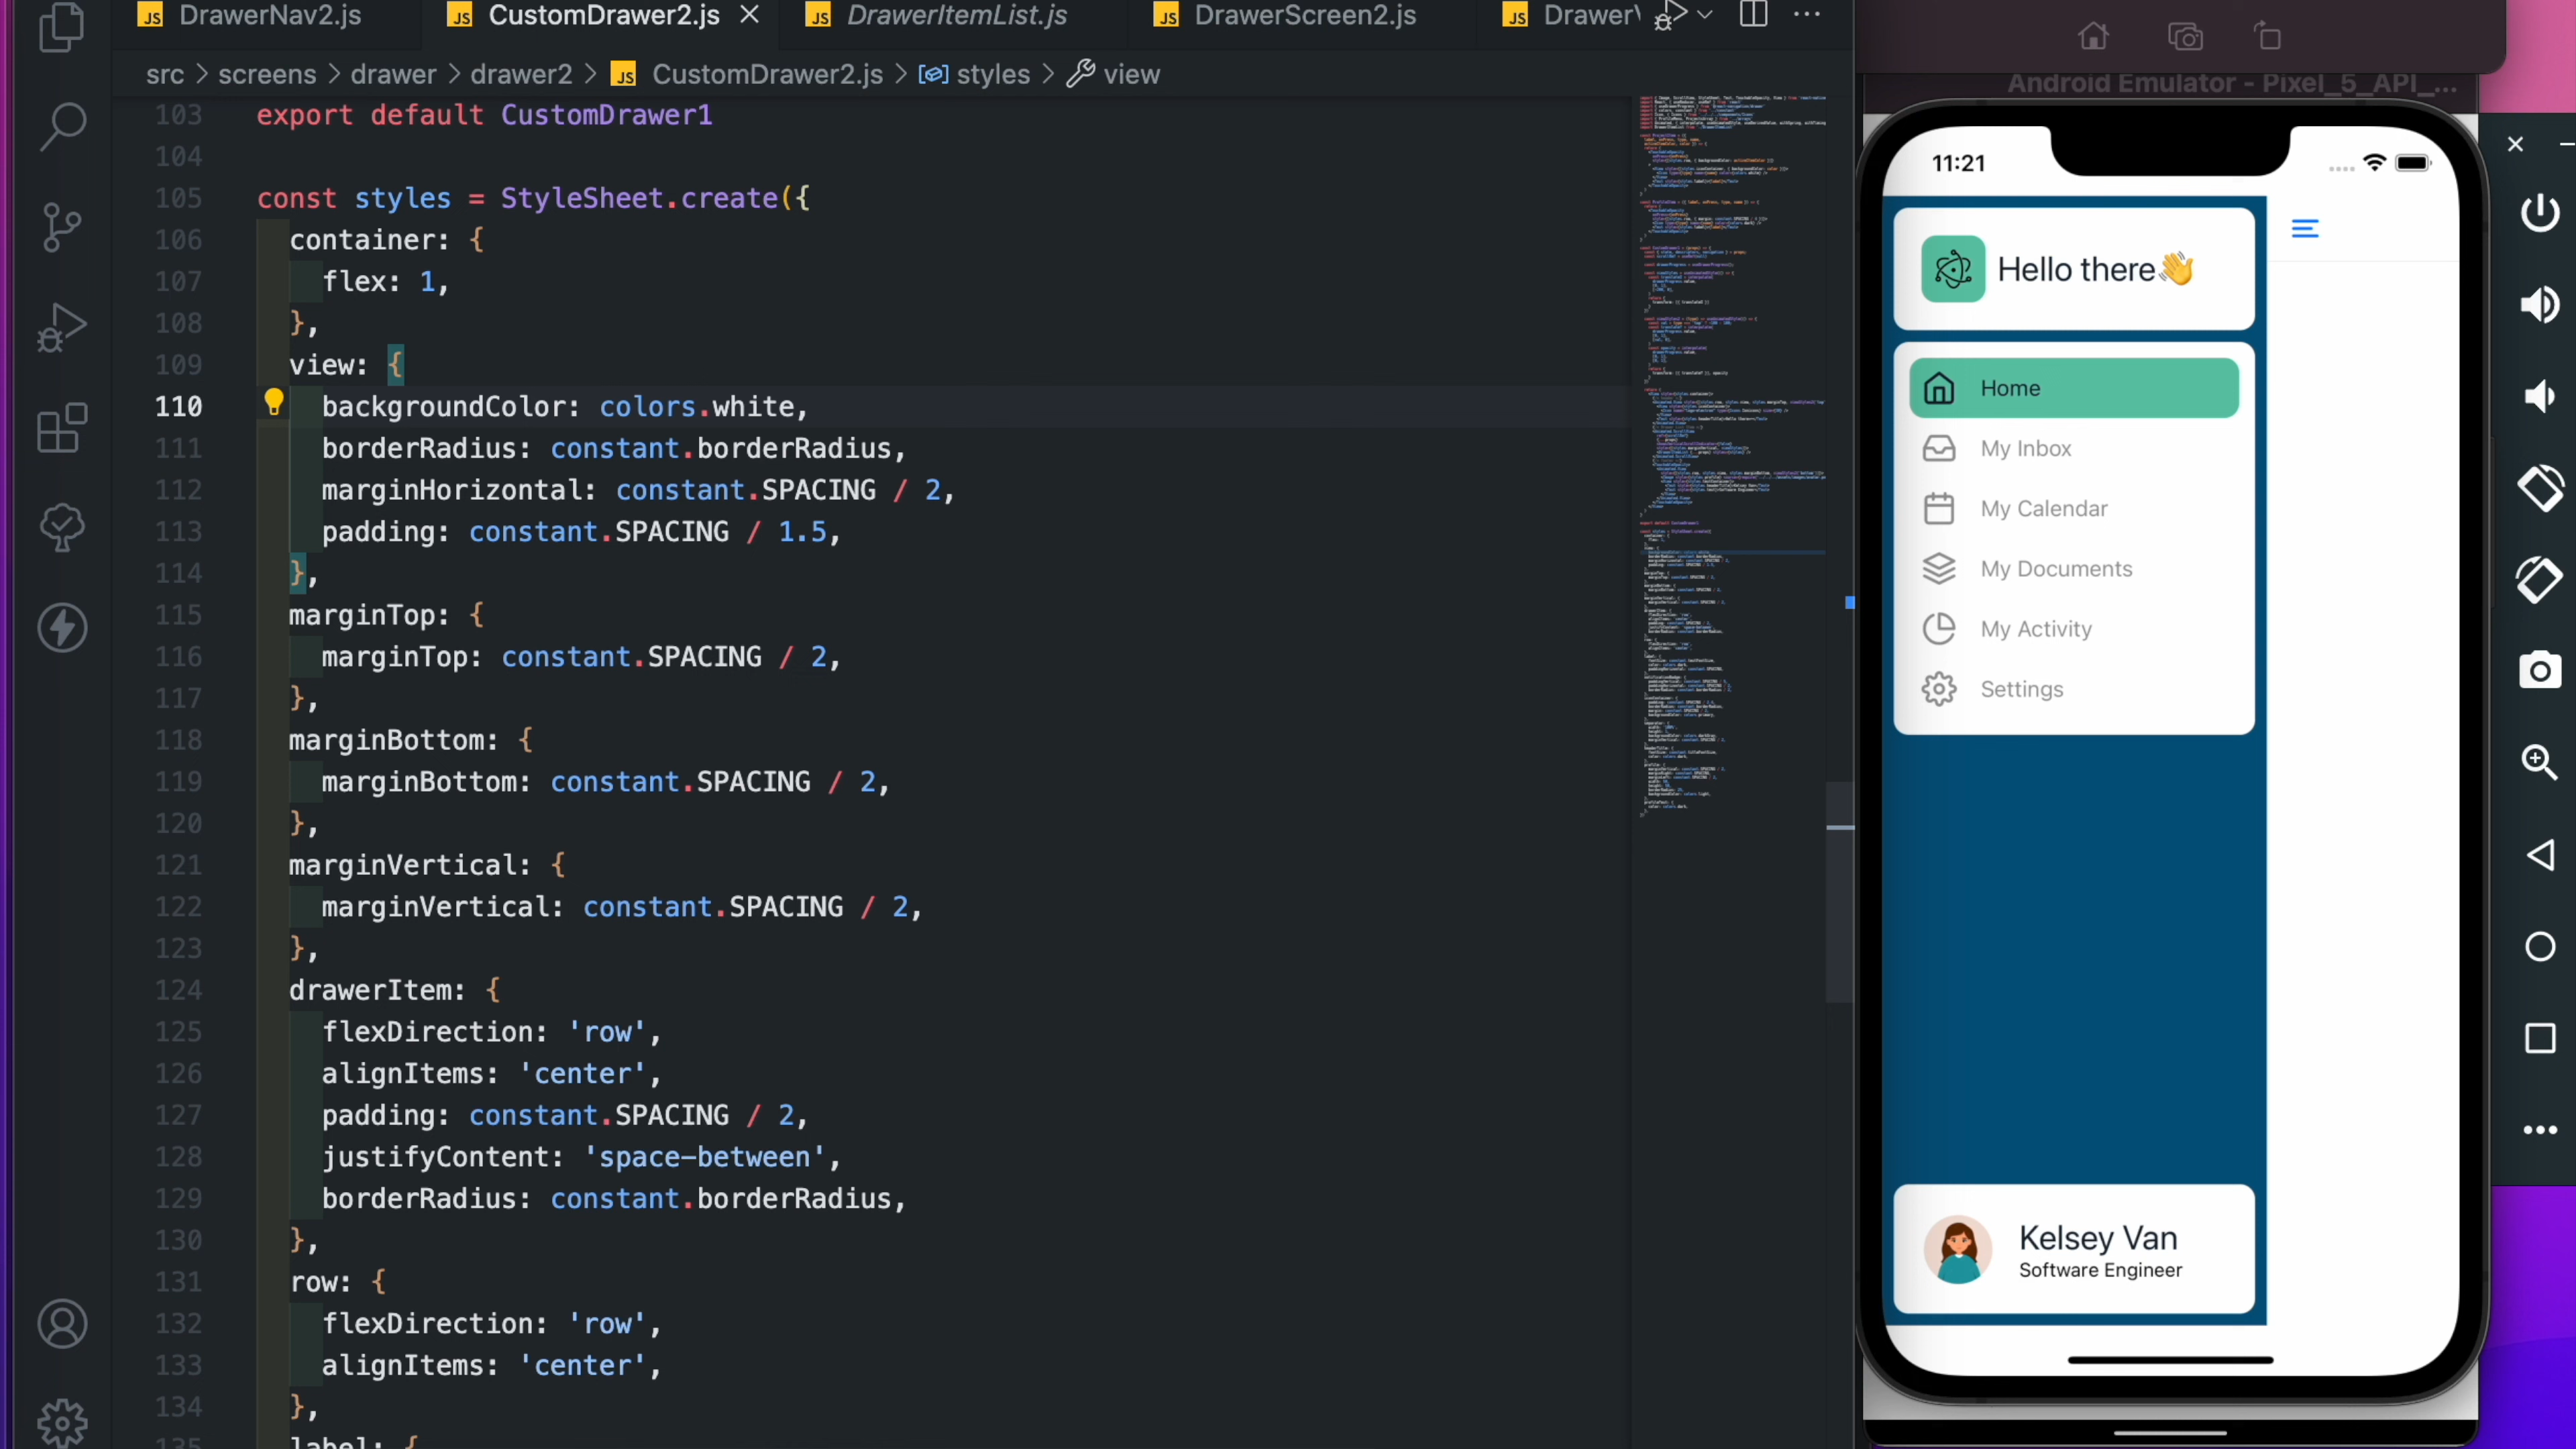 DrawerNav2.js
CustomDrawer2.js
DrawerItemList.js
DrawerScreen2.js
src > screens > drawer > drawer2 > CustomDrawer2.js > styles > view
103 export default CustomDrawer1
104
105 const styles = StyleSheet.create({
106 container: {
107 flex: 1,
108 },
109 view: {
110 backgroundColor: colors.white,
111 borderRadius: constant.borderRadius,
112 marginHorizontal: constant.SPACING / 2,
113 padding: constant.SPACING / 1.5,
114 },
115 marginTop: {
116 marginTop: constant.SPACING / 2,
117 },
118 marginBottom: {
119 marginBottom: constant.SPACING / 2,
120 },
121 marginVertical: {
122 marginVertical: constant.SPACING / 2,
123 },
124 drawerItem: {
125 flexDirection: 'row',
126 alignItems: 'center',
127 padding: constant.SPACING / 2,
128 justifyContent: 'space-between',
129 borderRadius: constant.borderRadius,
130 },
131 row: {
132 flexDirection: 'row',
133 alignItems: 'center',
134 },
135 label: {
Android Emulator - Pixel_5_API_...
11:21
Hello there👋
Home
My Inbox
My Calendar
My Documents
My Activity
Settings
Kelsey Van
Software Engineer